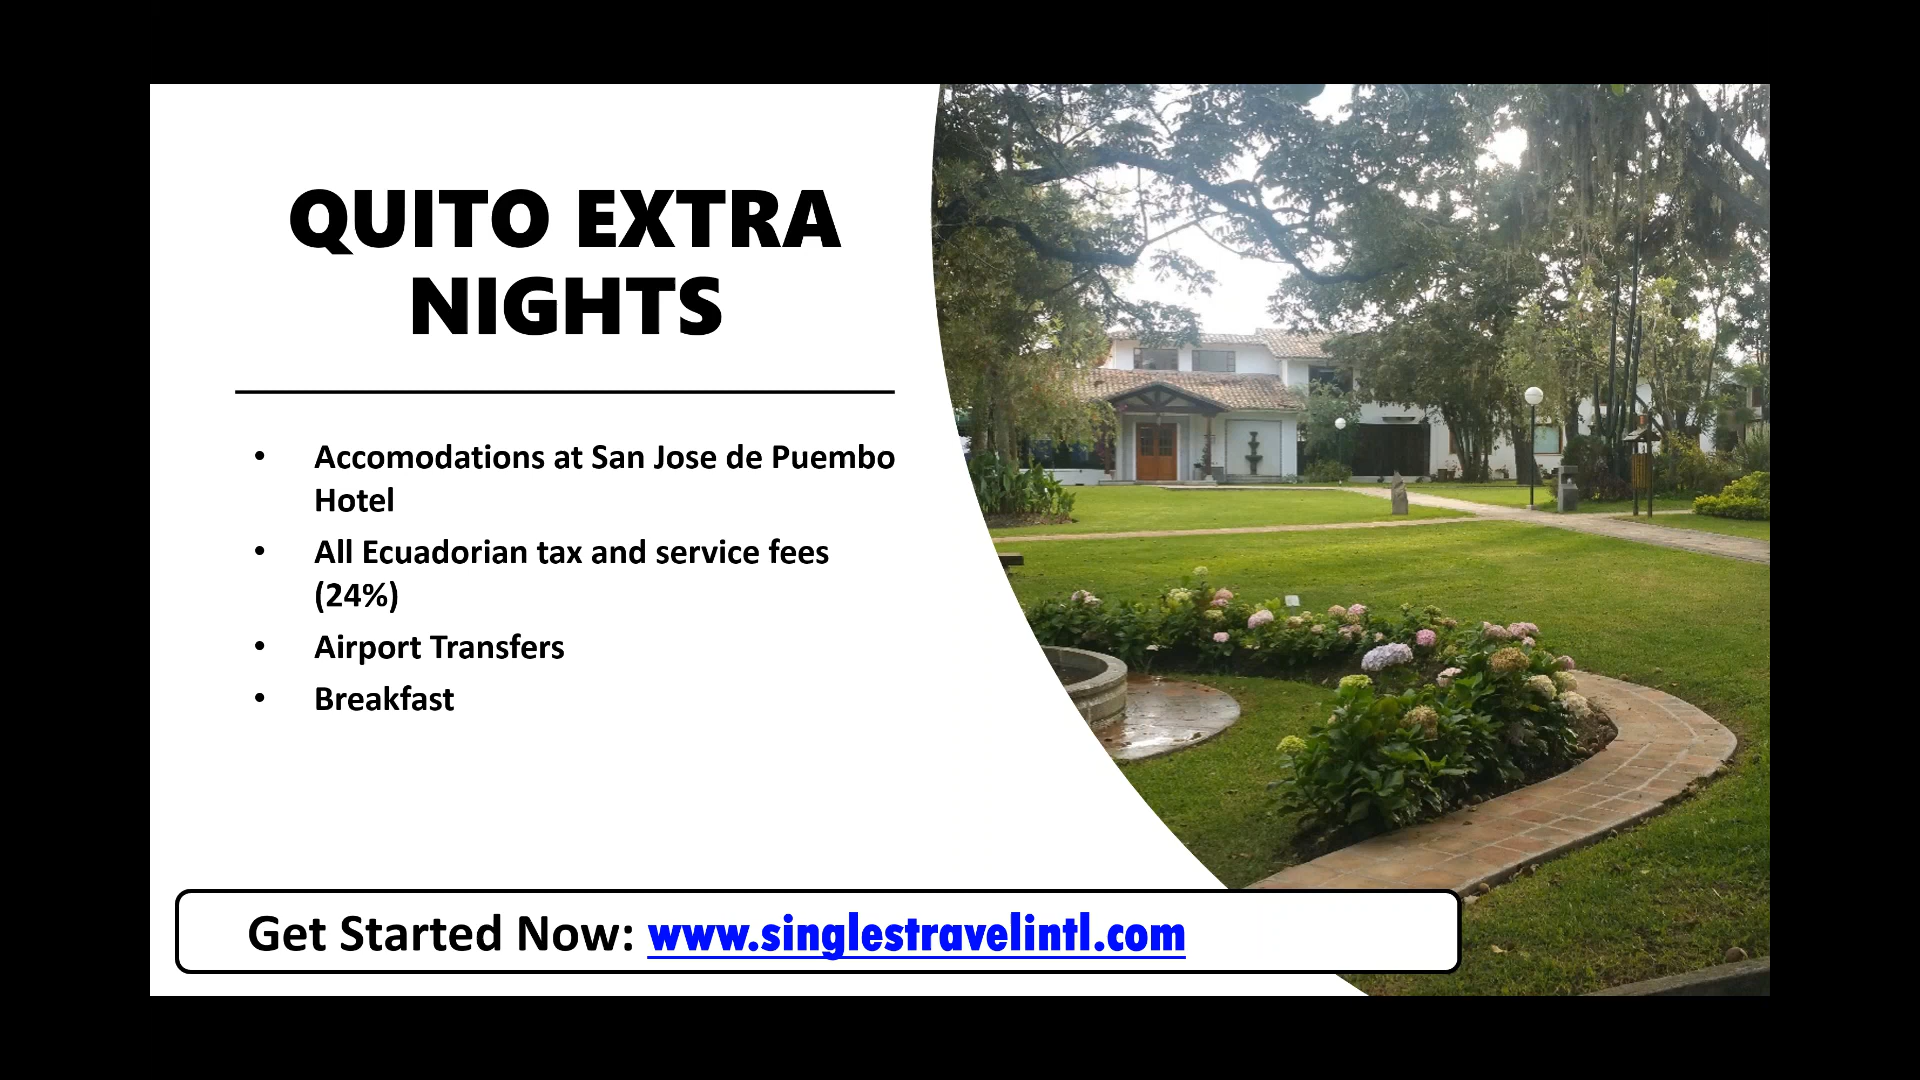 QUITO EXTRA
NIGHTS
• Accomodations at San Jose de Puembo
Hotel
• All Ecuadorian tax and service fees
(24%)
• Airport Transfers
• Breakfast
Get Started Now: www.singlestravelintl.com